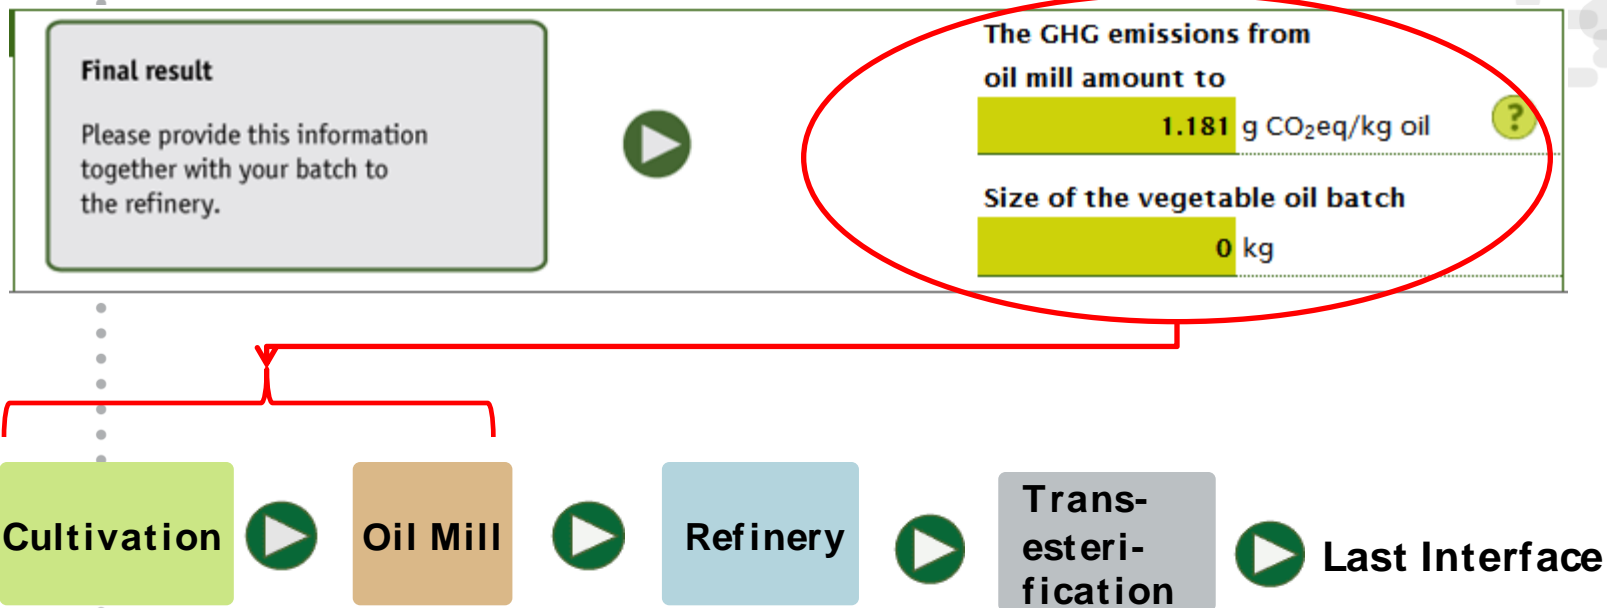 Final result
Please provide this information
together with your batch to
the refinery.
The GHG emissions from
oil mill amount to
1.181 g CO₂eq/kg oil
?
Size of the vegetable oil batch
0 kg
Cultivation
Oil Mill
Refinery
Trans-
esteri-
fication
Last Interface